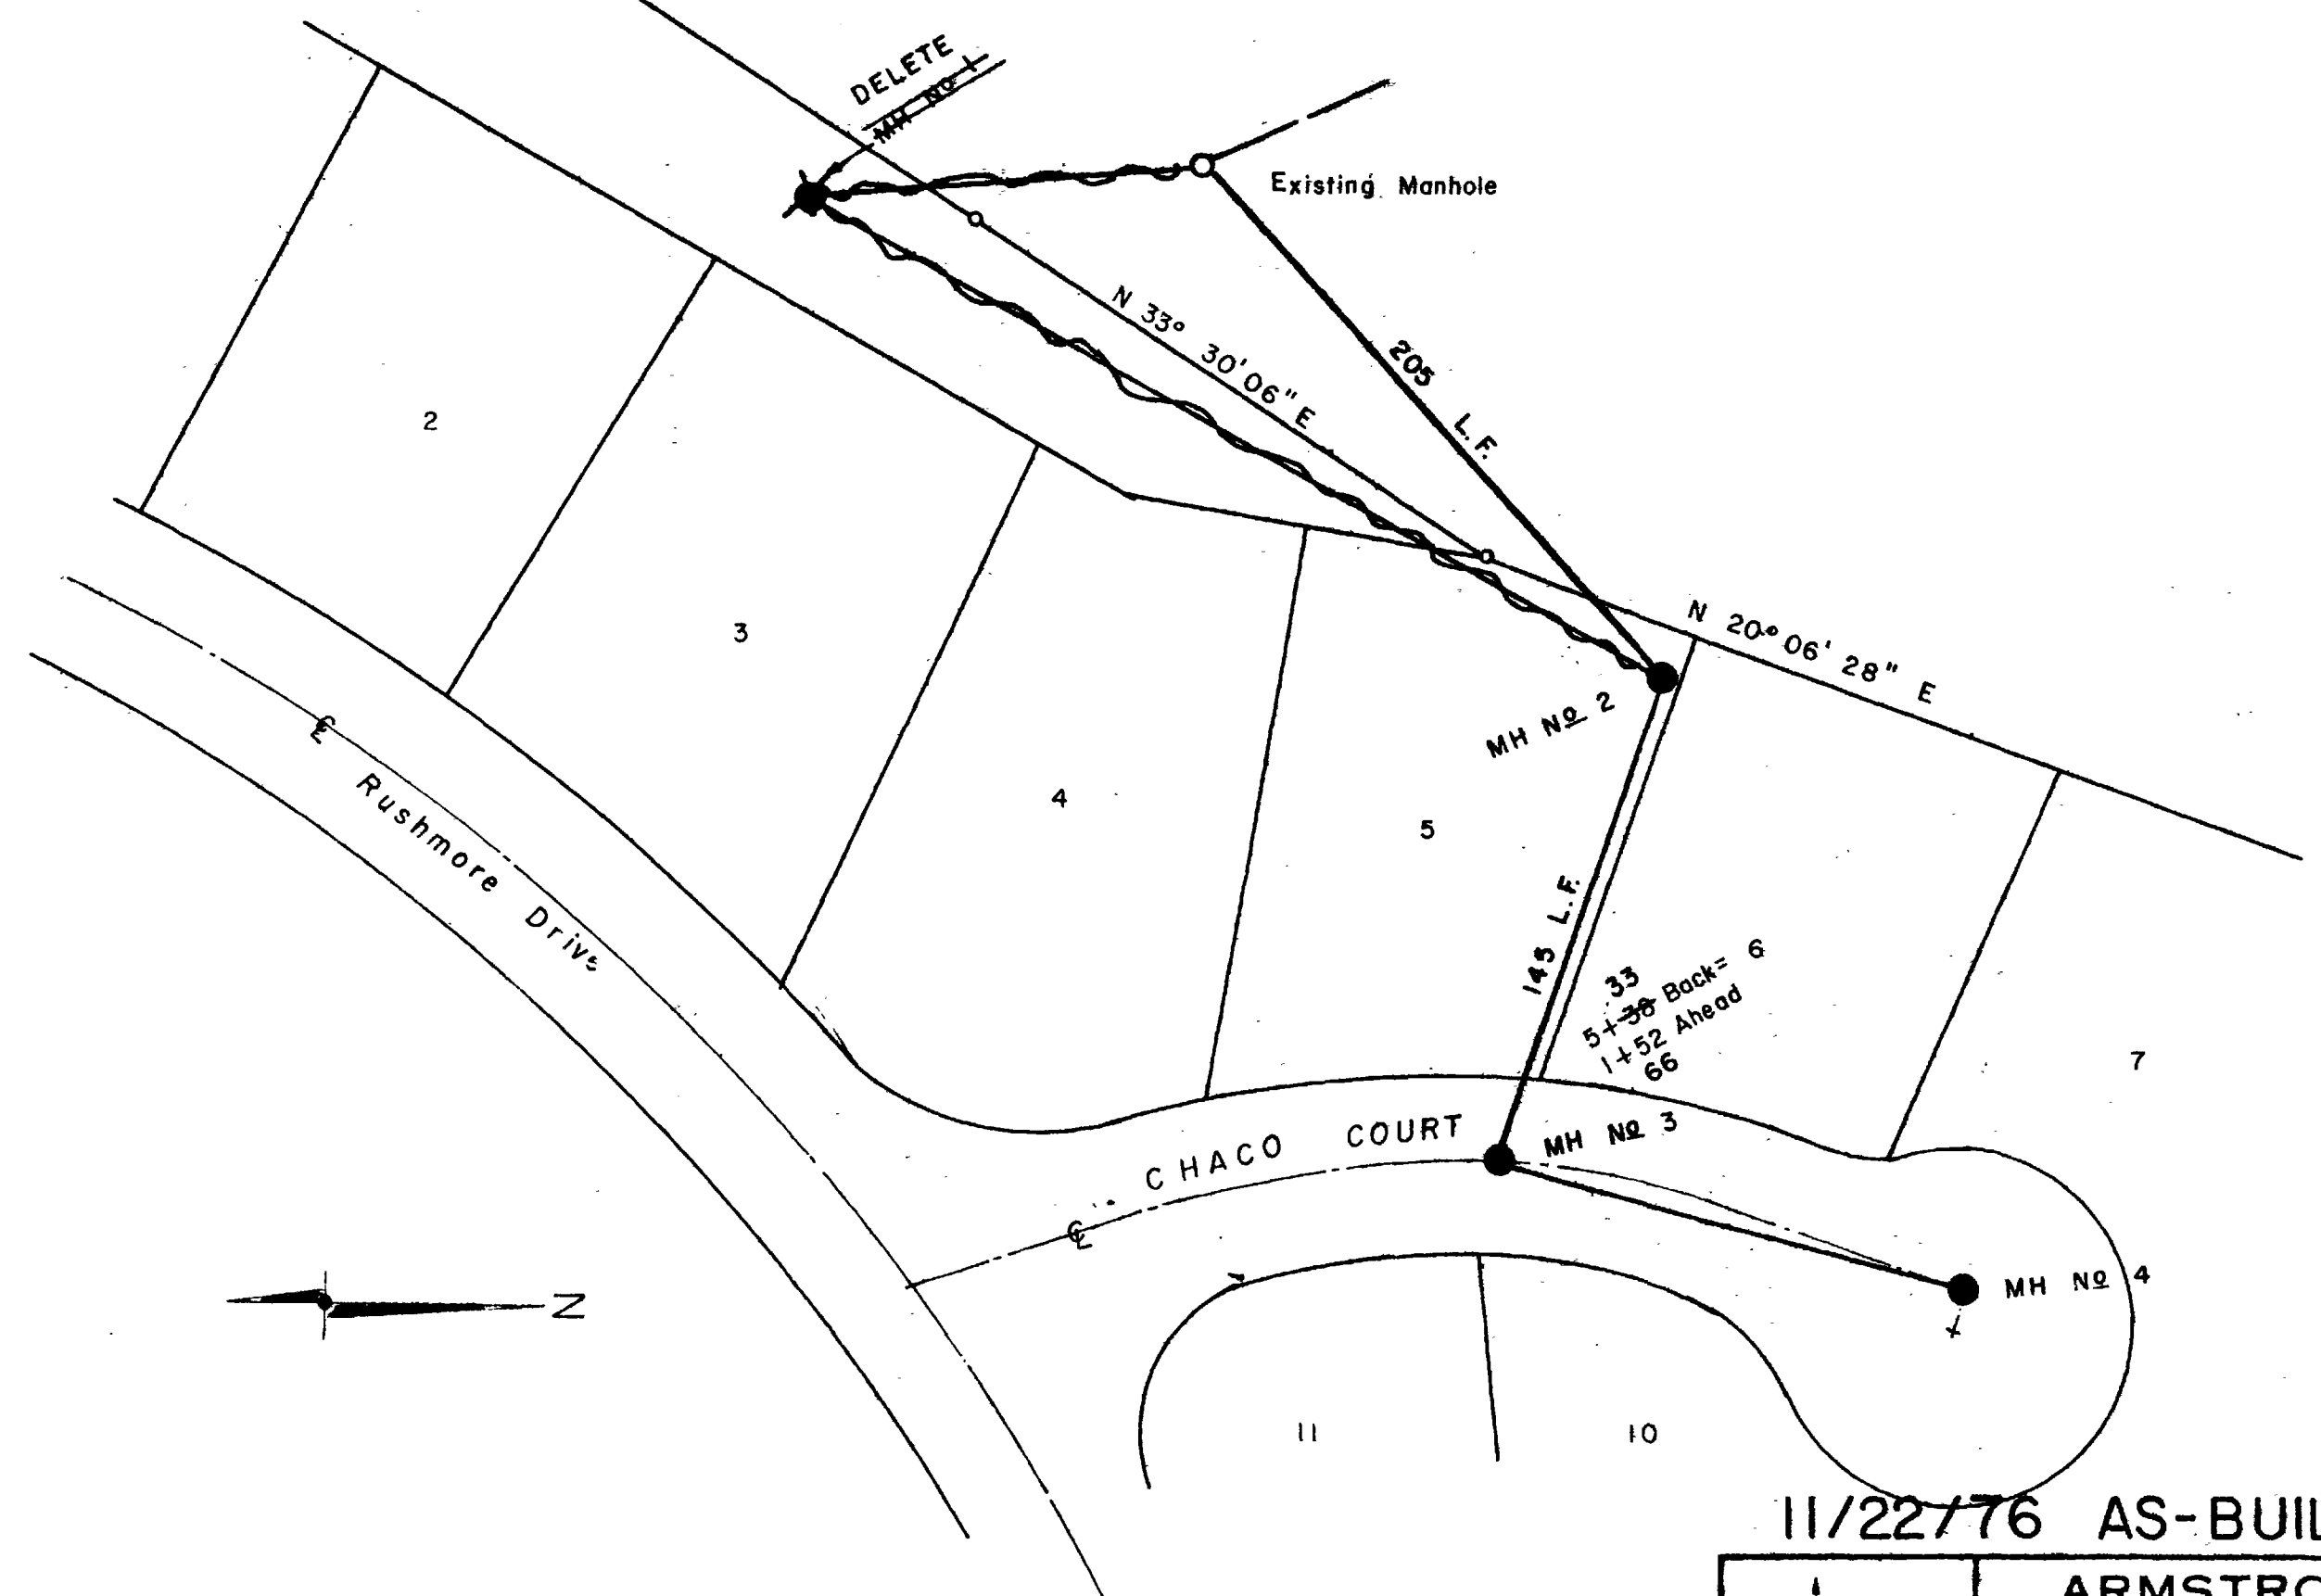 DELETE
MH Nº 1
Existing Manhole
N 33° 30'06" E
205 L.F.
2
N 20° 06' 28" E
3
MH Nº 2
℄ Rushmore Drive
4
5
145 L.F.
33
5+38 Back= 6
1+52 Ahead
66
7
MH Nº 3
℄ CHACO COURT
MH Nº 4
N
11
10
11/22/76 AS-BUIL
ARMSTRO